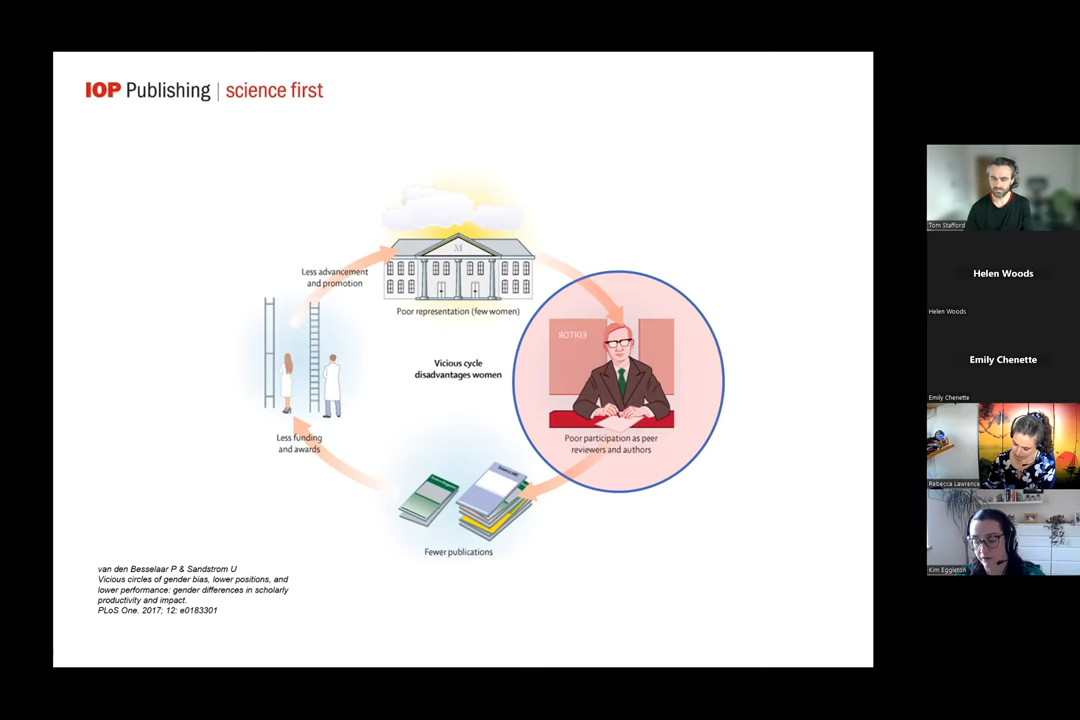 IOP Publishing | science first
Less advancement
and promotion
M
Poor representation (few women)
EDITOR
Vicious cycle
disadvantages women
Poor participation as peer
reviewers and authors
Less funding
and awards
Fewer publications
van den Besselaar P & Sandstrom U
Vicious circles of gender bias, lower positions, and
lower performance: gender differences in scholarly
productivity and impact.
PLoS One. 2017; 12: e0183301
Tom Stafford
Helen Woods
Helen Woods
Emily Chenette
Emily Chenette
Rebecca Lawrence
Kim Eggleton